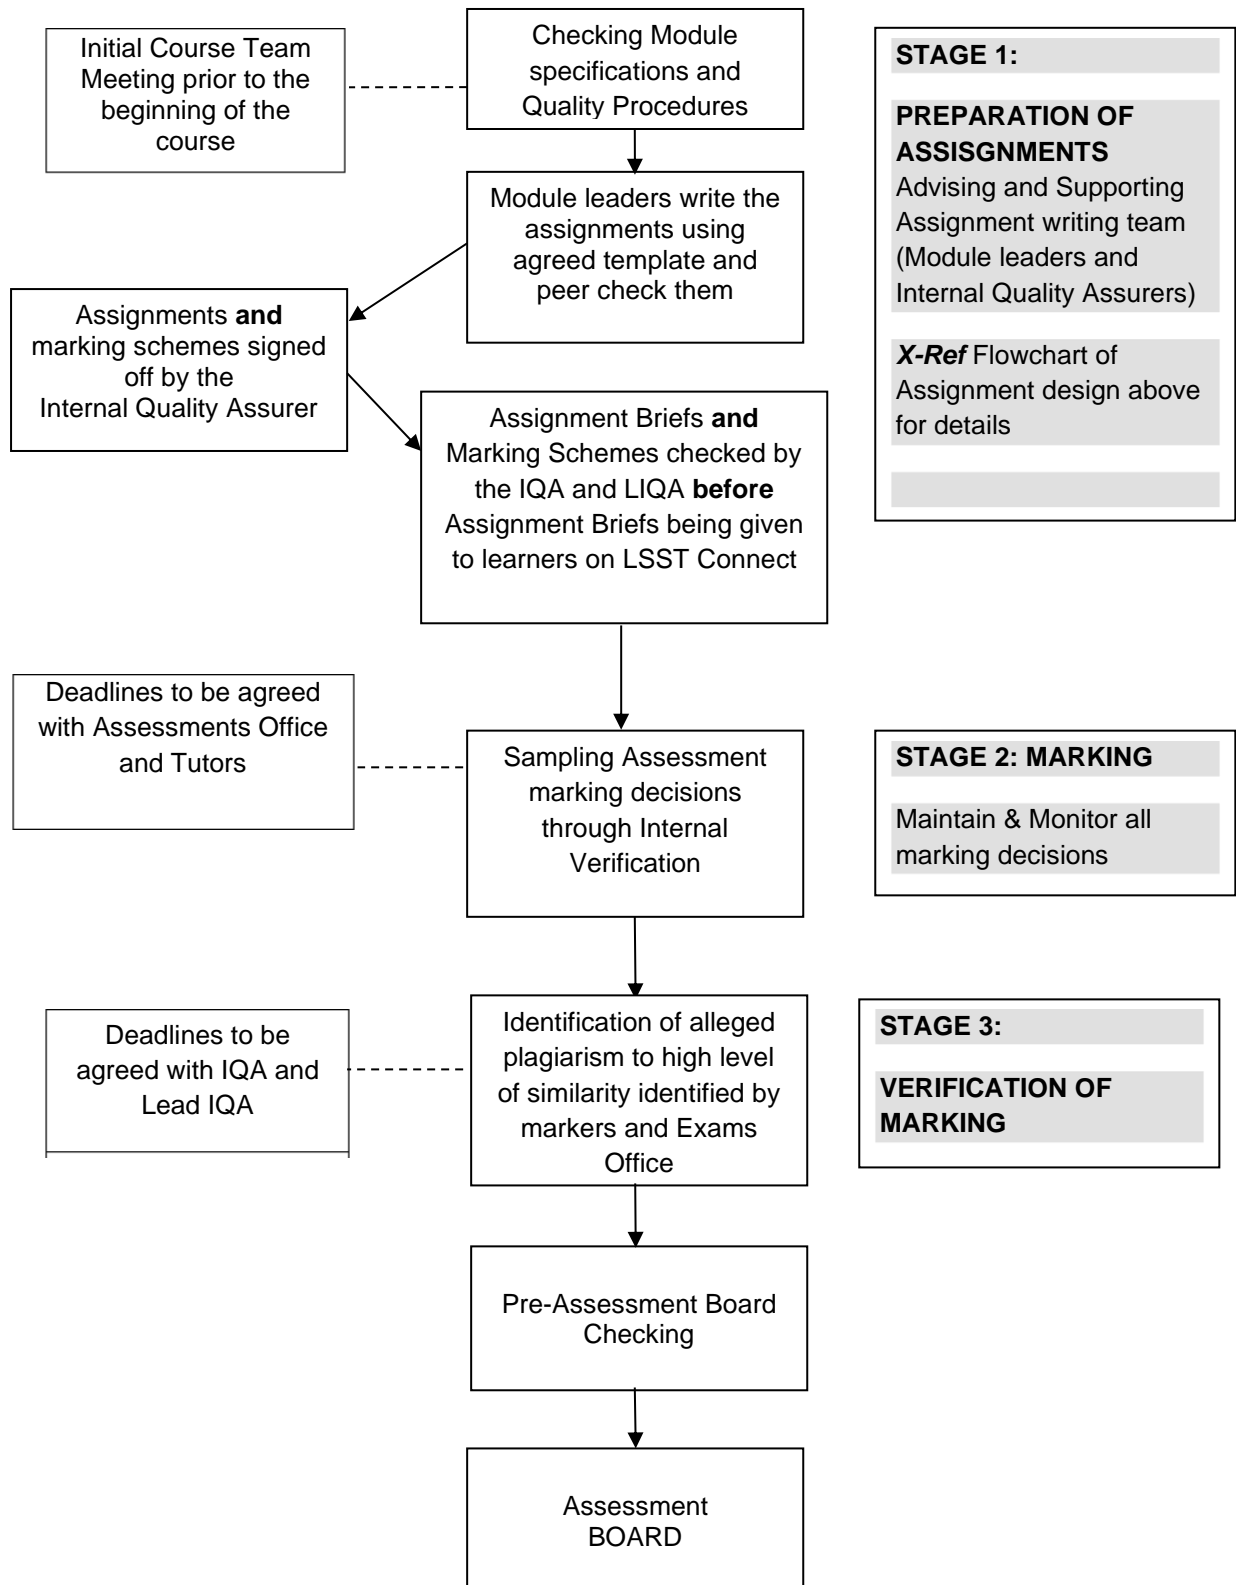 Initial Course Team
Meeting prior to the
beginning of the
course
Checking Module
specifications and
Quality Procedures
STAGE 1:
PREPARATION OF
ASSISGNMENTS
Advising and Supporting
Assignment writing team
(Module leaders and
Internal Quality Assurers)
X-Ref Flowchart of
Assignment design above
for details
Module leaders write the
assignments using
agreed template and
peer check them
Assignments and
marking schemes signed
off by the
Internal Quality Assurer
Assignment Briefs and
Marking Schemes checked by
the IQA and LIQA before
Assignment Briefs being given
to learners on LSST Connect
Deadlines to be agreed
with Assessments Office
and Tutors
Sampling Assessment
marking decisions
through Internal
Verification
STAGE 2: MARKING
Maintain & Monitor all
marking decisions
Deadlines to be
agreed with IQA and
Lead IQA
Identification of alleged
plagiarism to high level
of similarity identified by
markers and Exams
Office
STAGE 3:
VERIFICATION OF
MARKING
Pre-Assessment Board
Checking
Assessment
BOARD